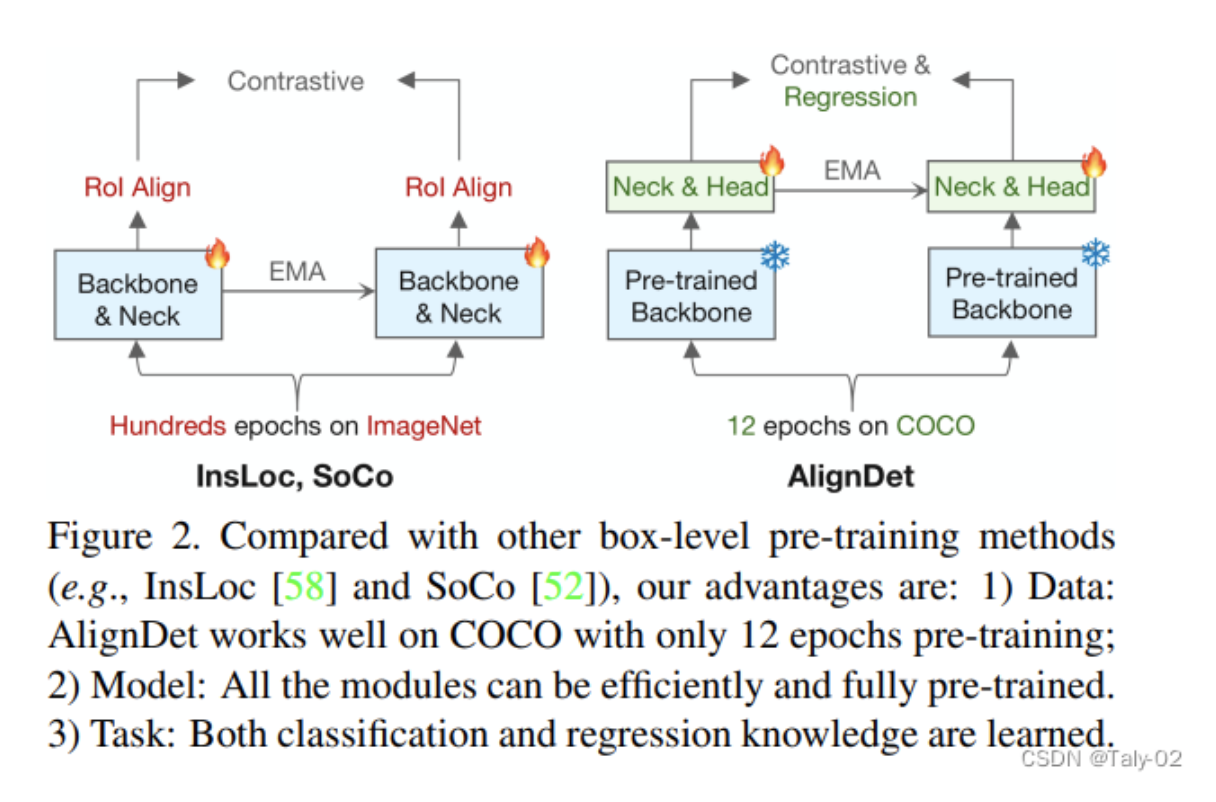 Contrastive
RoI Align
RoI Align
Backbone
& Neck
EMA
Backbone
& Neck
Hundreds epochs on ImageNet
InsLoc, SoCo
Contrastive &
Regression
Neck & Head
EMA
Neck & Head
Pre-trained
Backbone
Pre-trained
Backbone
12 epochs on COCO
AlignDet
Figure 2. Compared with other box-level pre-training methods
(e.g., InsLoc [58] and SoCo [52]), our advantages are: 1) Data:
AlignDet works well on COCO with only 12 epochs pre-training;
2) Model: All the modules can be efficiently and fully pre-trained.
3) Task: Both classification and regression knowledge are learned.
CSDN @Taly-02